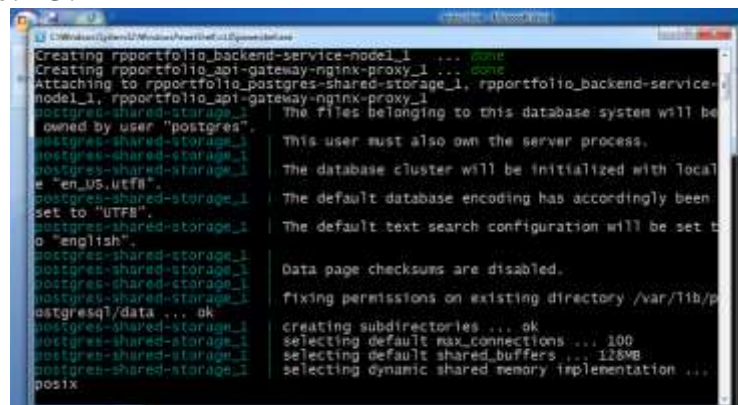 C:\Windows\System32\WindowsPowerShell\v1.0\powershell.exe
Creating rpportfolio_backend-service-node1_1   ... done
Creating rpportfolio_api-gateway-nginx-proxy_1 ... done
Attaching to rpportfolio_postgres-shared-storage_1, rpportfolio_backend-service-
node1_1, rpportfolio_api-gateway-nginx-proxy_1
postgres-shared-storage_1 | The files belonging to this database system will be
owned by user "postgres".
postgres-shared-storage_1 | This user must also own the server process.
postgres-shared-storage_1 |
postgres-shared-storage_1 | The database cluster will be initialized with local
e "en_US.utf8".
postgres-shared-storage_1 | The default database encoding has accordingly been
set to "UTF8".
postgres-shared-storage_1 | The default text search configuration will be set t
o "english".
postgres-shared-storage_1 |
postgres-shared-storage_1 | Data page checksums are disabled.
postgres-shared-storage_1 |
postgres-shared-storage_1 | fixing permissions on existing directory /var/lib/p
ostgresql/data ... ok
postgres-shared-storage_1 | creating subdirectories ... ok
postgres-shared-storage_1 | selecting default max_connections ... 100
postgres-shared-storage_1 | selecting default shared_buffers ... 128MB
postgres-shared-storage_1 | selecting dynamic shared memory implementation ...
posix